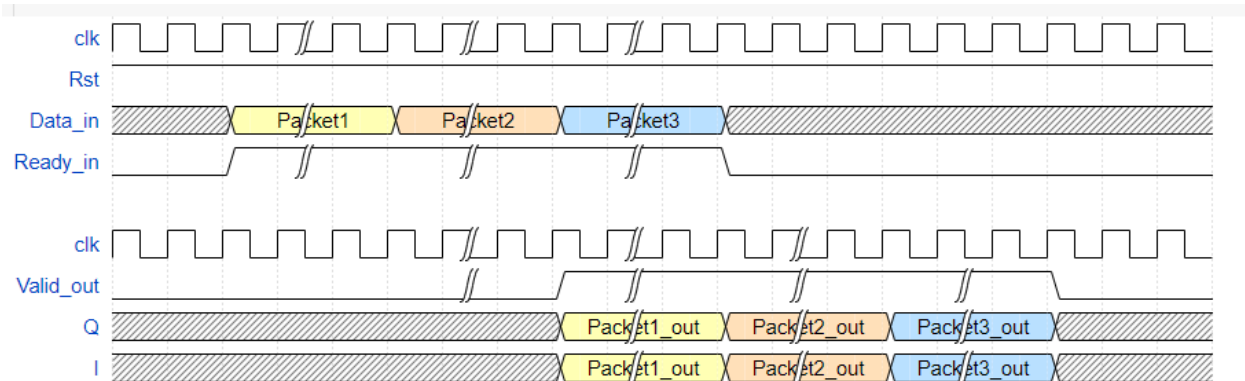 clk
Rst
Data_in Packet1 Packet2 Packet3
Ready_in
clk
Valid_out
Q Packet1_out Packet2_out Packet3_out
I Packet1_out Packet2_out Packet3_out